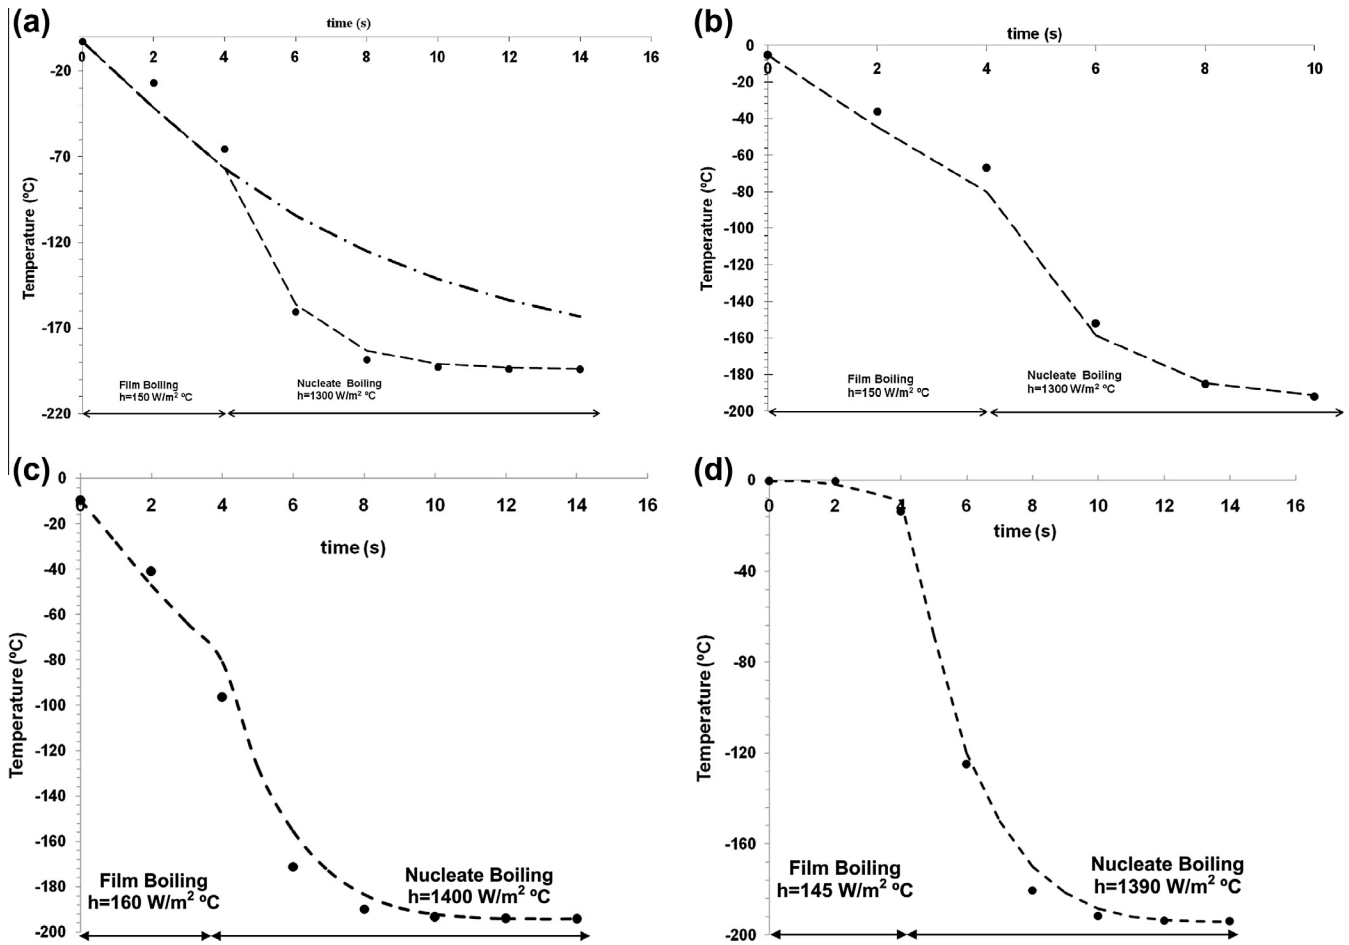 (a)
time (s)
0 2 4 6 8 10 12 14 16
-20
-70
-120
-170
-220
Temperature (ºC)
Film Boiling
h=150 W/m² ºC
Nucleate Boiling
h=1300 W/m² ºC
(b)
time (s)
0
0 2 4 6 8 10
-20
-40
-60
-80
-100
-120
-140
-160
-180
-200
Temperature (ºC)
Film Boiling
h=150 W/m² ºC
Nucleate Boiling
h=1300 W/m² ºC
(c)
0
0 2 4 6 8 10 12 14 16
time (s)
-20
-40
-60
-80
-100
-120
-140
-160
-180
-200
Temperature (ºC)
Film Boiling
h=160 W/m² ºC
Nucleate Boiling
h=1400 W/m² ºC
(d)
0
0 2 4 6 8 10 12 14 16
time (s)
-40
-80
-120
-160
-200
Temperature (ºC)
Film Boiling
h=145 W/m² ºC
Nucleate Boiling
h=1390 W/m² ºC